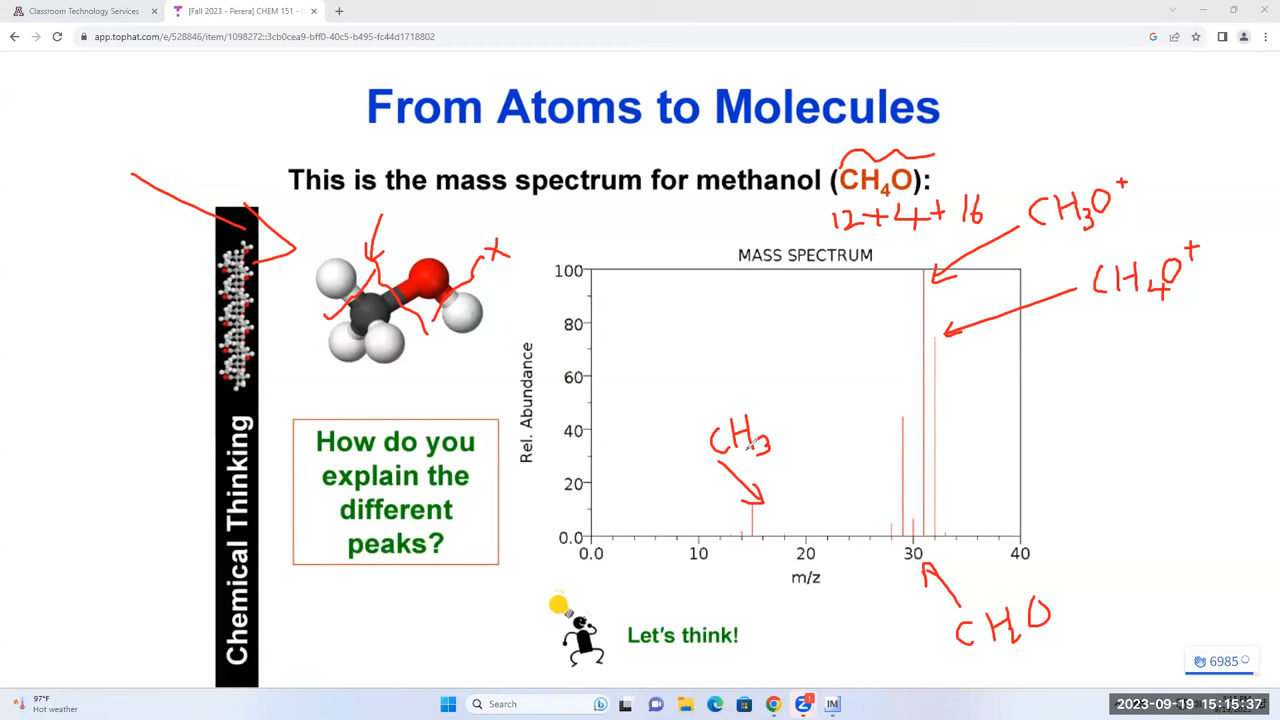 Classroom Technology Services
[Fall 2023 - Perera] CHEM 151 - R
app.tophat.com/e/528846/item/1098272::3cb0cea9-bff0-40c5-b495-fc44d1718802
From Atoms to Molecules
This is the mass spectrum for methanol (CH4O):
12+4+16
CH3O+
CH4O+
x
MASS SPECTRUM
100
80
60
40
20
0.0
Rel. Abundance
0.0 10 20 30 40
m/z
CH3
CH2O
Chemical Thinking
How do you
explain the
different
peaks?
Let's think!
6985
97°F
Hot weather
Search
1
IM
2023-09-19 15:15:37